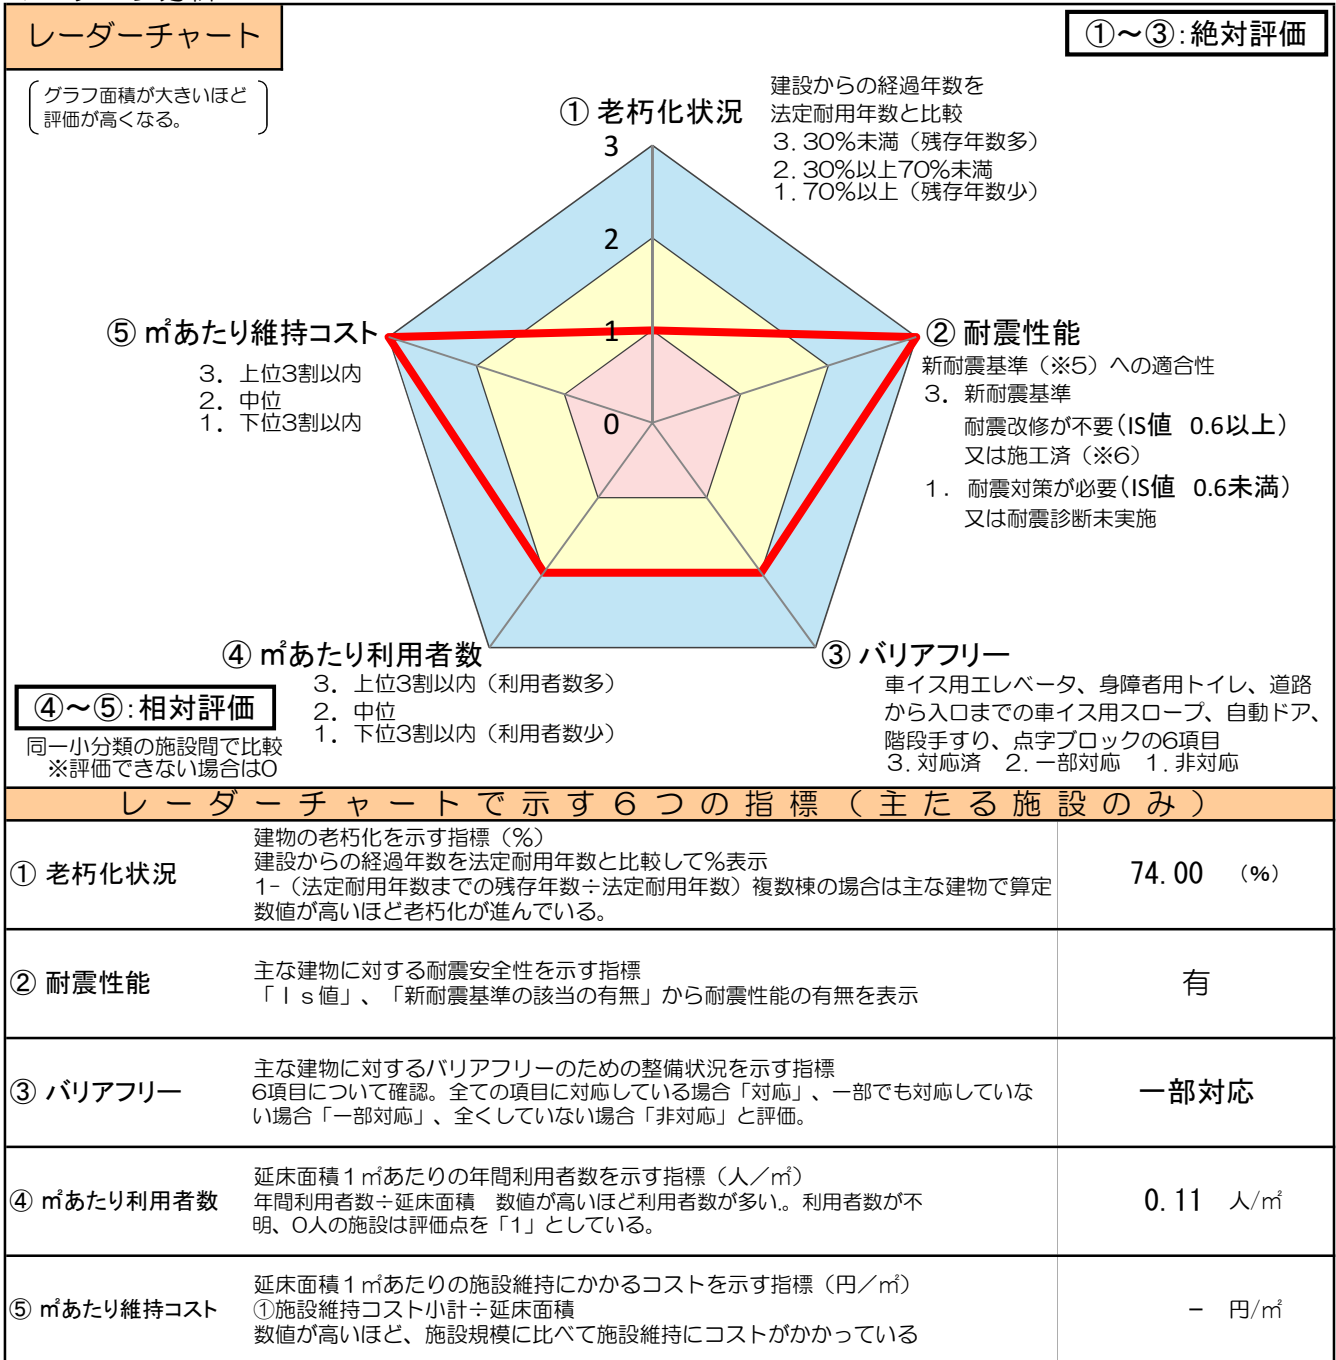 レーダーチャート
①～③:絶対評価
グラフ面積が大きいほど
評価が高くなる。
① 老朽化状況
建設からの経過年数を
法定耐用年数と比較
3. 30%未満（残存年数多）
2. 30%以上70%未満
1. 70%以上（残存年数少）
3
2
1
0
⑤ ㎡あたり維持コスト
3. 上位3割以内
2. 中位
1. 下位3割以内
② 耐震性能
新耐震基準（※5）への適合性
3. 新耐震基準
耐震改修が不要(IS値 0.6以上)
又は施工済（※6）
1. 耐震対策が必要(IS値 0.6未満)
又は耐震診断未実施
④ ㎡あたり利用者数
3. 上位3割以内（利用者数多）
2. 中位
1. 下位3割以内（利用者数少）
③ バリアフリー
車イス用エレベータ、身障者用トイレ、道路
から入口までの車イス用スロープ、自動ドア、
階段手すり、点字ブロックの6項目
3. 対応済 2. 一部対応 1. 非対応
④～⑤:相対評価
同一小分類の施設間で比較
※評価できない場合は0
レーダーチャートで示す６つの指標（主たる施設のみ）
① 老朽化状況
建物の老朽化を示す指標（%）
建設からの経過年数を法定耐用年数と比較して%表示
1-（法定耐用年数までの残存年数÷法定耐用年数）複数棟の場合は主な建物で算定
数値が高いほど老朽化が進んでいる。
74.00 （%）
② 耐震性能
主な建物に対する耐震安全性を示す指標
「Ｉｓ値」、「新耐震基準の該当の有無」から耐震性能の有無を表示
有
③ バリアフリー
主な建物に対するバリアフリーのための整備状況を示す指標
6項目について確認。全ての項目に対応している場合「対応」、一部でも対応していな
い場合「一部対応」、全くしていない場合「非対応」と評価。
一部対応
④ ㎡あたり利用者数
延床面積１㎡あたりの年間利用者数を示す指標（人／㎡）
年間利用者数÷延床面積 数値が高いほど利用者数が多い。利用者数が不
明、0人の施設は評価点を「1」としている。
0.11 人/㎡
⑤ ㎡あたり維持コスト
延床面積１㎡あたりの施設維持にかかるコストを示す指標（円／㎡）
①施設維持コスト小計÷延床面積
数値が高いほど、施設規模に比べて施設維持にコストがかかっている
－ 円/㎡